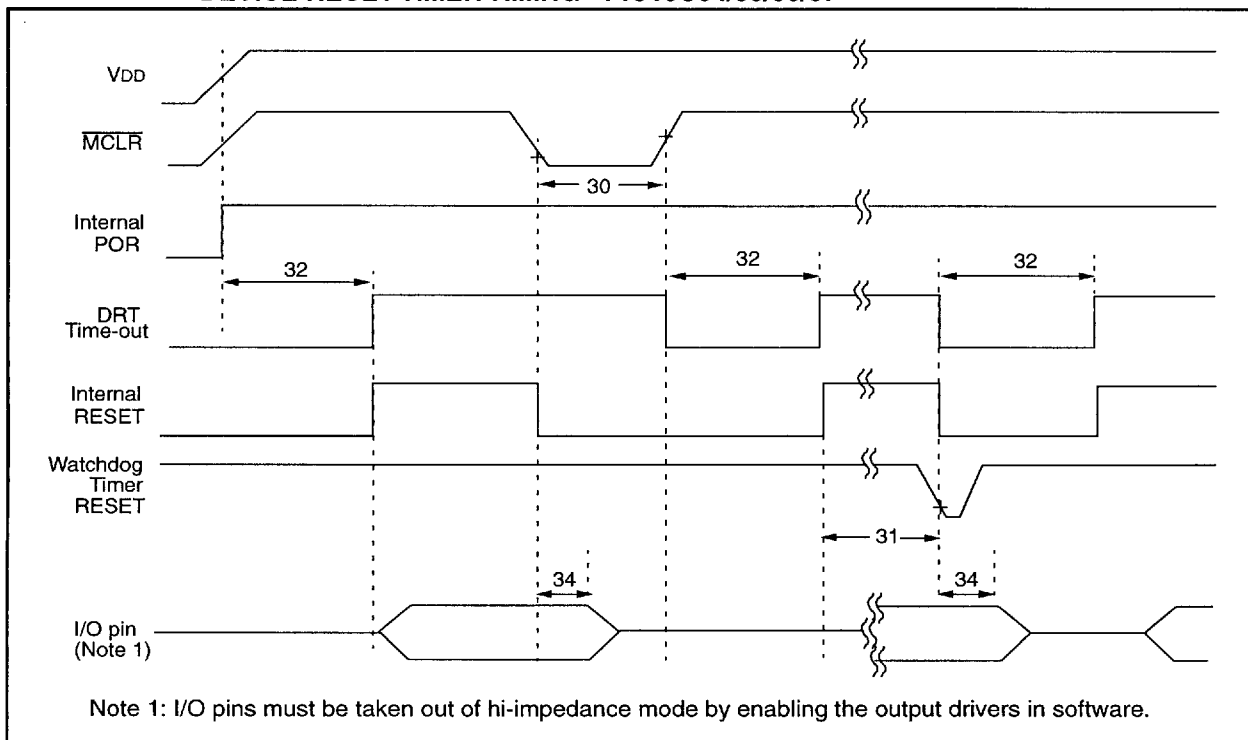 VDD
MCLR
30
Internal
POR
32
32
32
DRT
Time-out
Internal
RESET
Watchdog
Timer
RESET
31
34
34
I/O pin
(Note 1)
Note 1: I/O pins must be taken out of hi-impedance mode by enabling the output drivers in software.